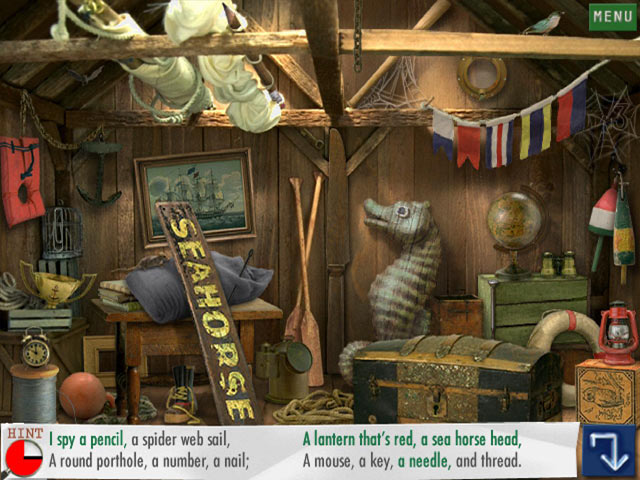 MENU
SEAHORSE
HINT
I spy a pencil, a spider web sail,
A round porthole, a number, a nail;
A lantern that's red, a sea horse head,
A mouse, a key, a needle, and thread.